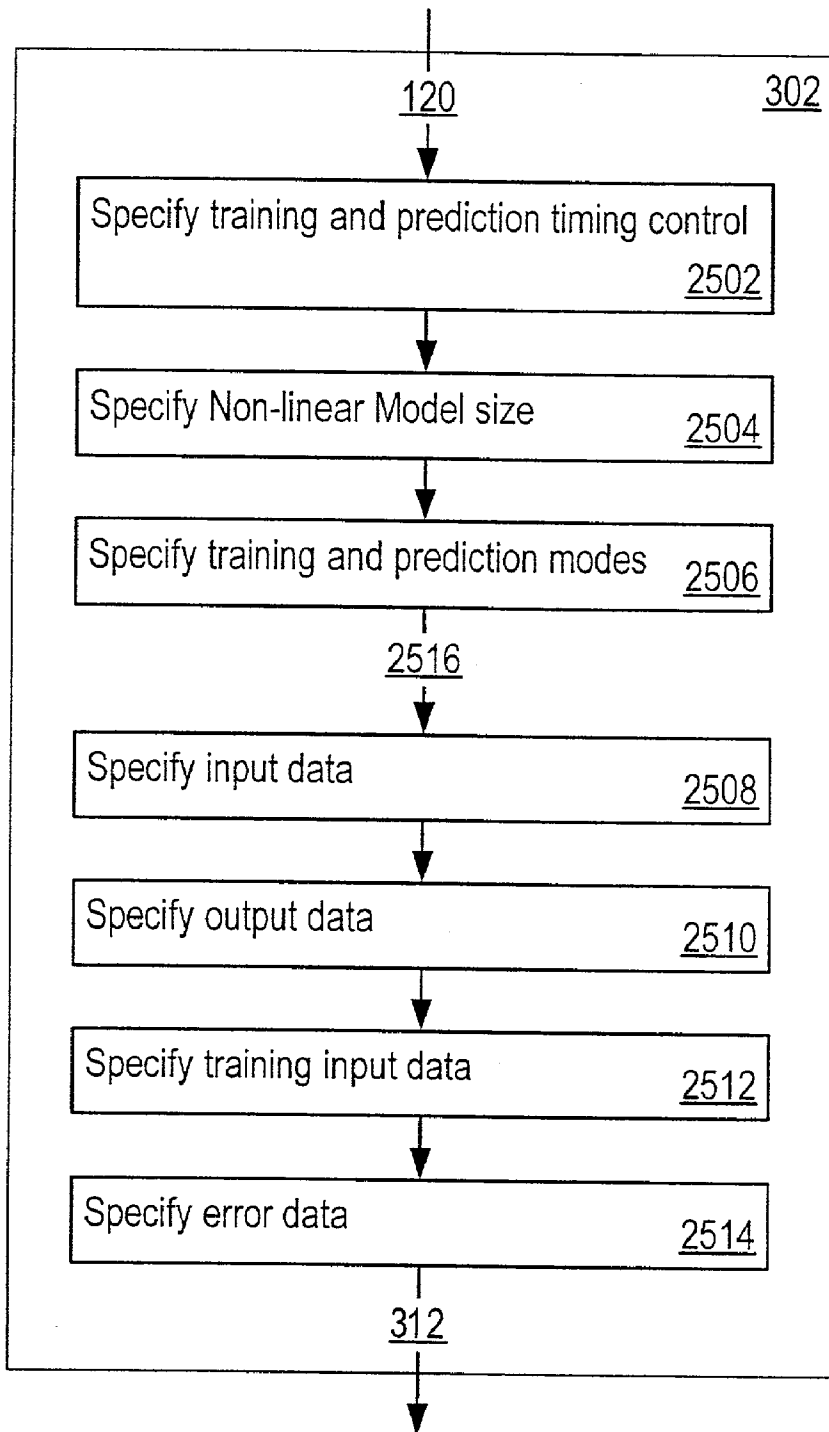 302
120
Specify training and prediction timing control
2502
Specify Non-linear Model size 2504
Specify training and prediction modes 2506
2516
Specify input data 2508
Specify output data 2510
Specify training input data 2512
Specify error data 2514
312